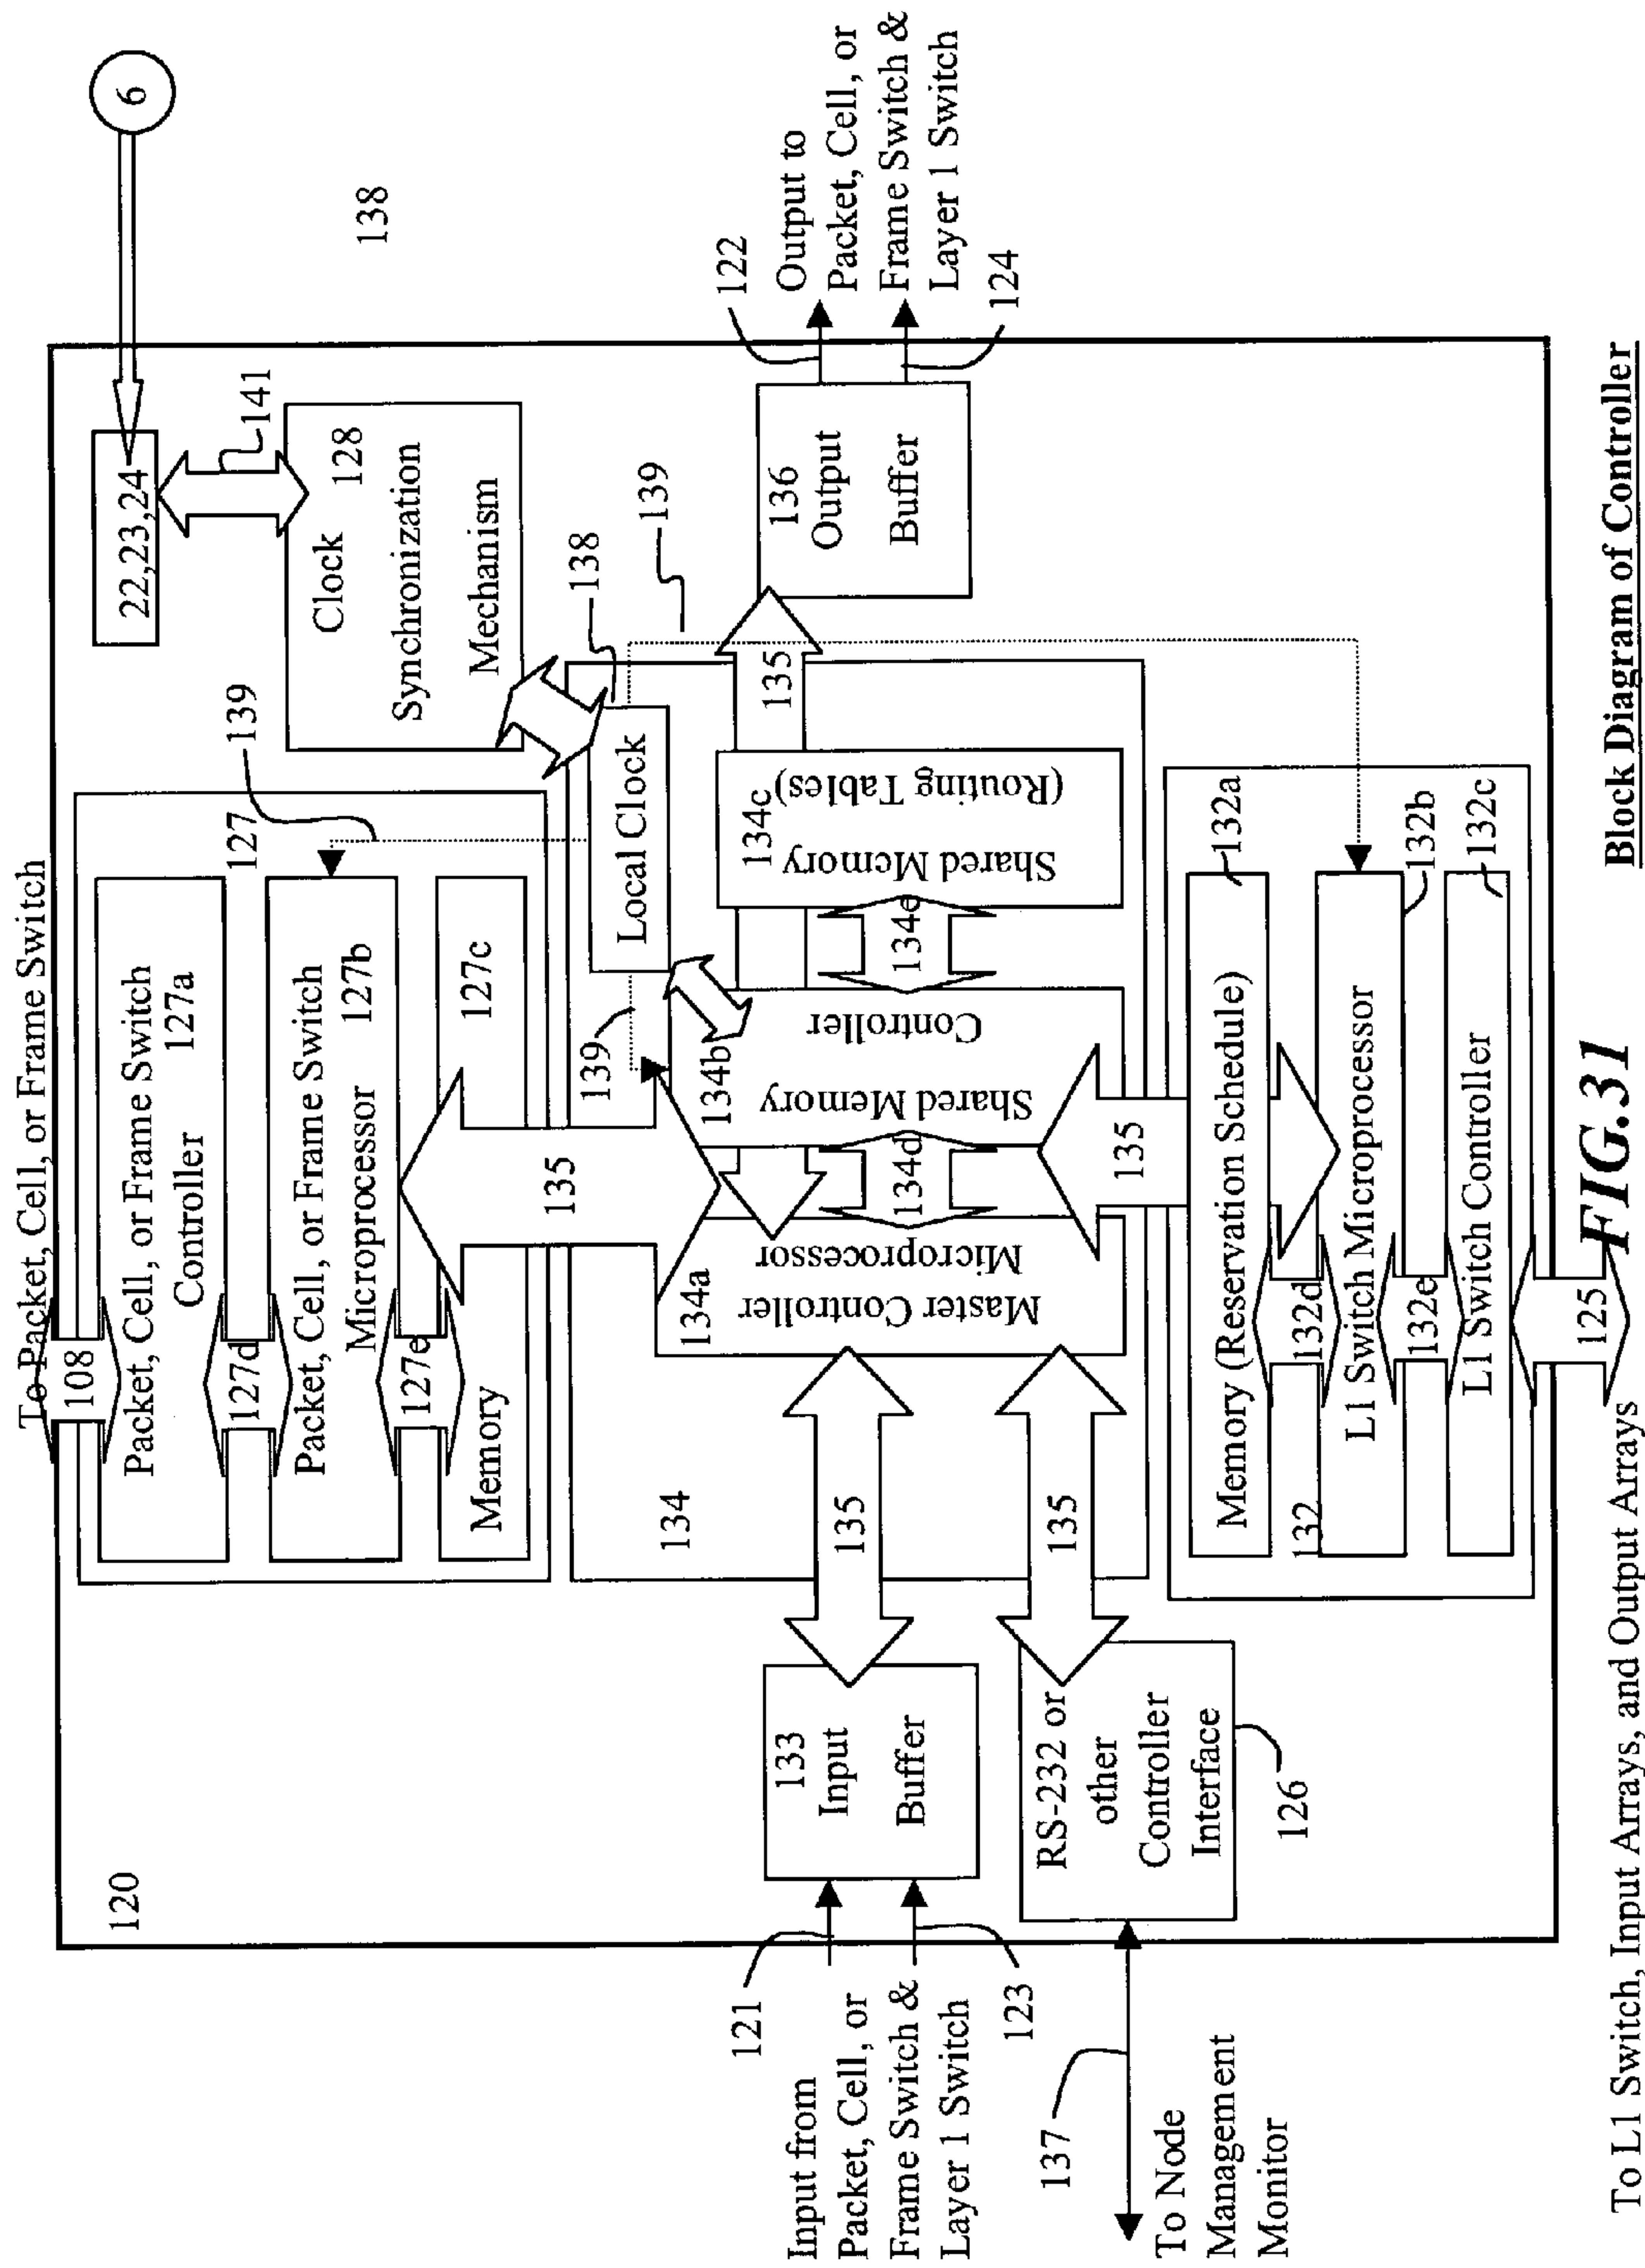 To Packet, Cell, or Frame Switch
108
120
Packet, Cell, or Frame Switch
Controller
127a
127
127d
Packet, Cell, or Frame Switch
Microprocessor
127b
127e
Memory
127c
139
22,23,24
6
141
Clock
128
Synchronization
Mechanism
138
138
139
135
134
139
Local Clock
134a
Master Controller
Microprocessor
134d
134b
Shared Memory
Controller
134e
134c
Shared Memory
(Routing Tables)
135
136
Output
Buffer
122
124
Output to
Packet, Cell, or
Frame Switch &
Layer 1 Switch
Input from
Packet, Cell, or
Frame Switch &
Layer 1 Switch
121
123
133
Input
Buffer
135
To Node
Management
Monitor
137
RS-232 or
other
Controller
Interface
126
135
135
Memory (Reservation Schedule)
132a
132
132d
L1 Switch Microprocessor
132b
132e
L1 Switch Controller
132c
125
To L1 Switch, Input Arrays, and Output Arrays
FIG.31
Block Diagram of Controller